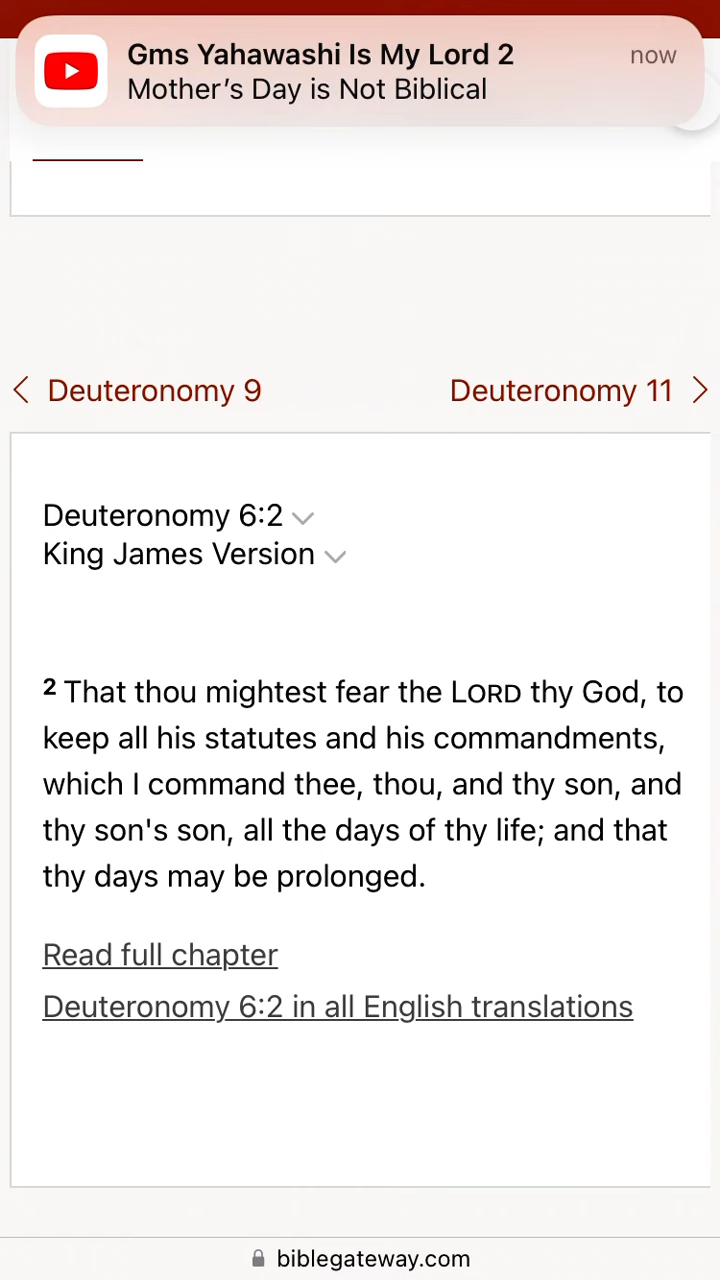 Gms Yahawashi Is My Lord 2
now
Mother's Day is Not Biblical
Deuteronomy 9
Deuteronomy 11
Deuteronomy 6:2
King James Version
2 That thou mightest fear the LORD thy God, to
keep all his statutes and his commandments,
which I command thee, thou, and thy son, and
thy son's son, all the days of thy life; and that
thy days may be prolonged.
Read full chapter
Deuteronomy 6:2 in all English translations
biblegateway.com